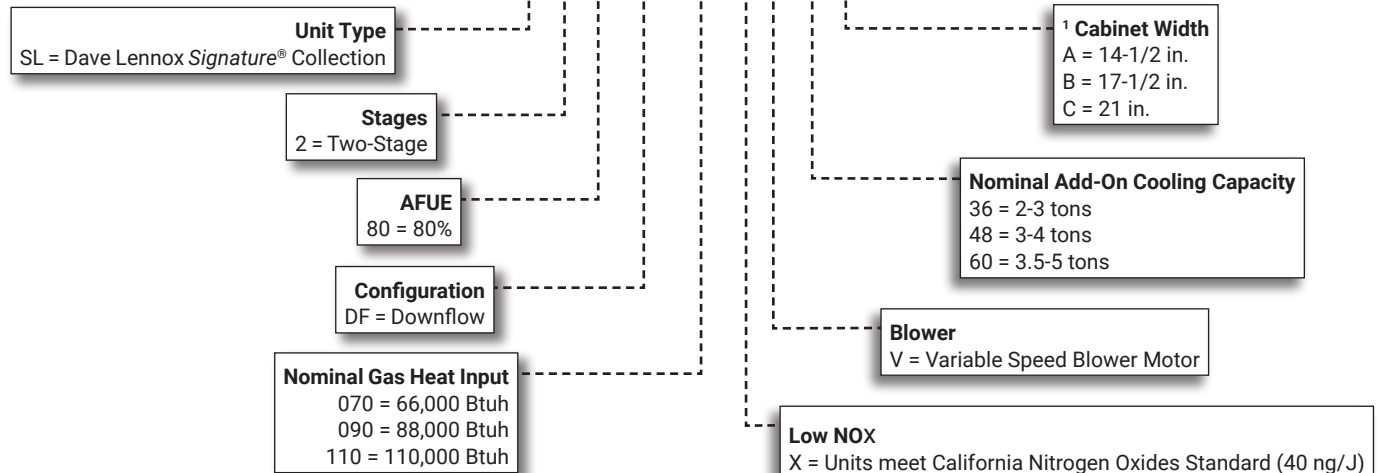 Unit Type
SL = Dave Lennox Signature® Collection
Stages
2 = Two-Stage
AFUE
80 = 80%
Configuration
DF = Downflow
Nominal Gas Heat Input
070 = 66,000 Btuh
090 = 88,000 Btuh
110 = 110,000 Btuh
¹ Cabinet Width
A = 14-1/2 in.
B = 17-1/2 in.
C = 21 in.
Nominal Add-On Cooling Capacity
36 = 2-3 tons
48 = 3-4 tons
60 = 3.5-5 tons
Blower
V = Variable Speed Blower Motor
Low NOX
X = Units meet California Nitrogen Oxides Standard (40 ng/J)